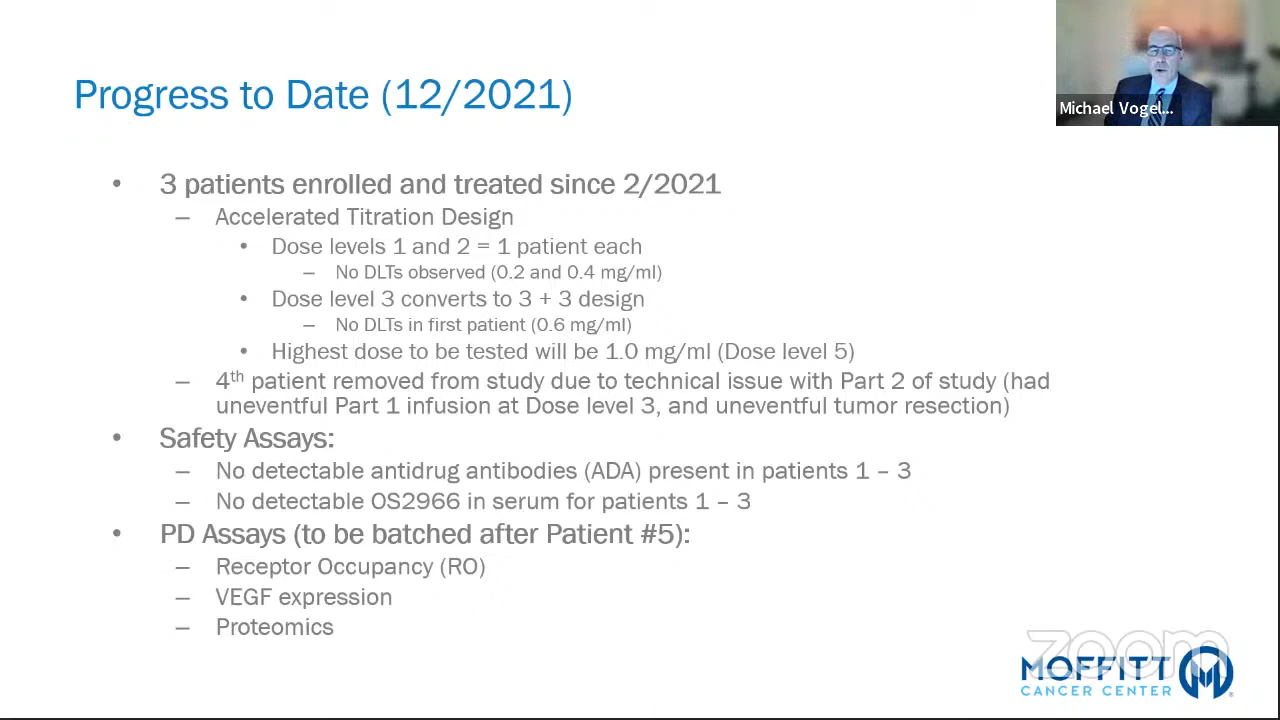 Michael Vogel...
Progress to Date (12/2021)
• 3 patients enrolled and treated since 2/2021
– Accelerated Titration Design
• Dose levels 1 and 2 = 1 patient each
– No DLTs observed (0.2 and 0.4 mg/ml)
• Dose level 3 converts to 3 + 3 design
– No DLTs in first patient (0.6 mg/ml)
• Highest dose to be tested will be 1.0 mg/ml (Dose level 5)
– 4th patient removed from study due to technical issue with Part 2 of study (had
uneventful Part 1 infusion at Dose level 3, and uneventful tumor resection)
• Safety Assays:
– No detectable antidrug antibodies (ADA) present in patients 1 – 3
– No detectable OS2966 in serum for patients 1 – 3
• PD Assays (to be batched after Patient #5):
– Receptor Occupancy (RO)
– VEGF expression
– Proteomics
zoom
MOFFITT
CANCER CENTER
®